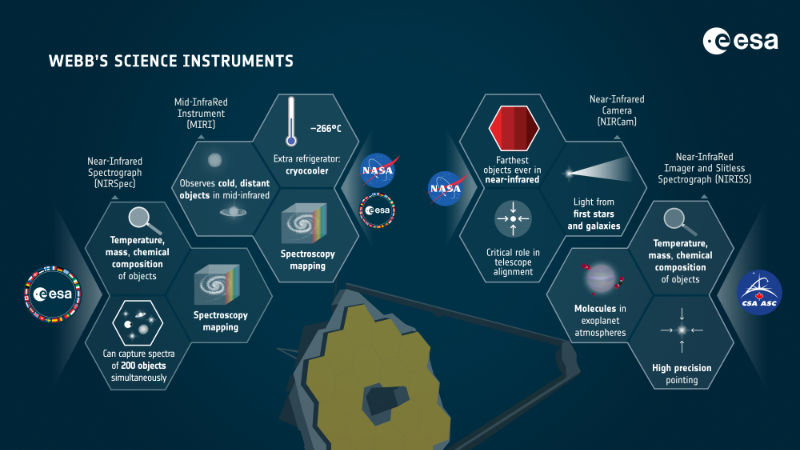 esa
WEBB'S SCIENCE INSTRUMENTS
Near-Infrared
Spectrograph
(NIRSpec)
Temperature,
mass, chemical
composition
of objects
Spectroscopy
mapping
Can capture spectra
of 200 objects
simultaneously
esa
Mid-InfraRed
Instrument
(MIRI)
-266°C
Extra refrigerator:
cryocooler
Observes cold, distant
objects in mid-infrared
Spectroscopy
mapping
NASA
esa
Near-Infrared
Camera
(NIRCam)
Farthest
objects ever in
near-infrared
Light from
first stars
and galaxies
Critical role in
telescope
alignment
NASA
Near-InfraRed
Imager and Slitless
Spectrograph (NIRISS)
Temperature,
mass, chemical
composition
of objects
Molecules in
exoplanet
atmospheres
High precision
pointing
CSA ASC